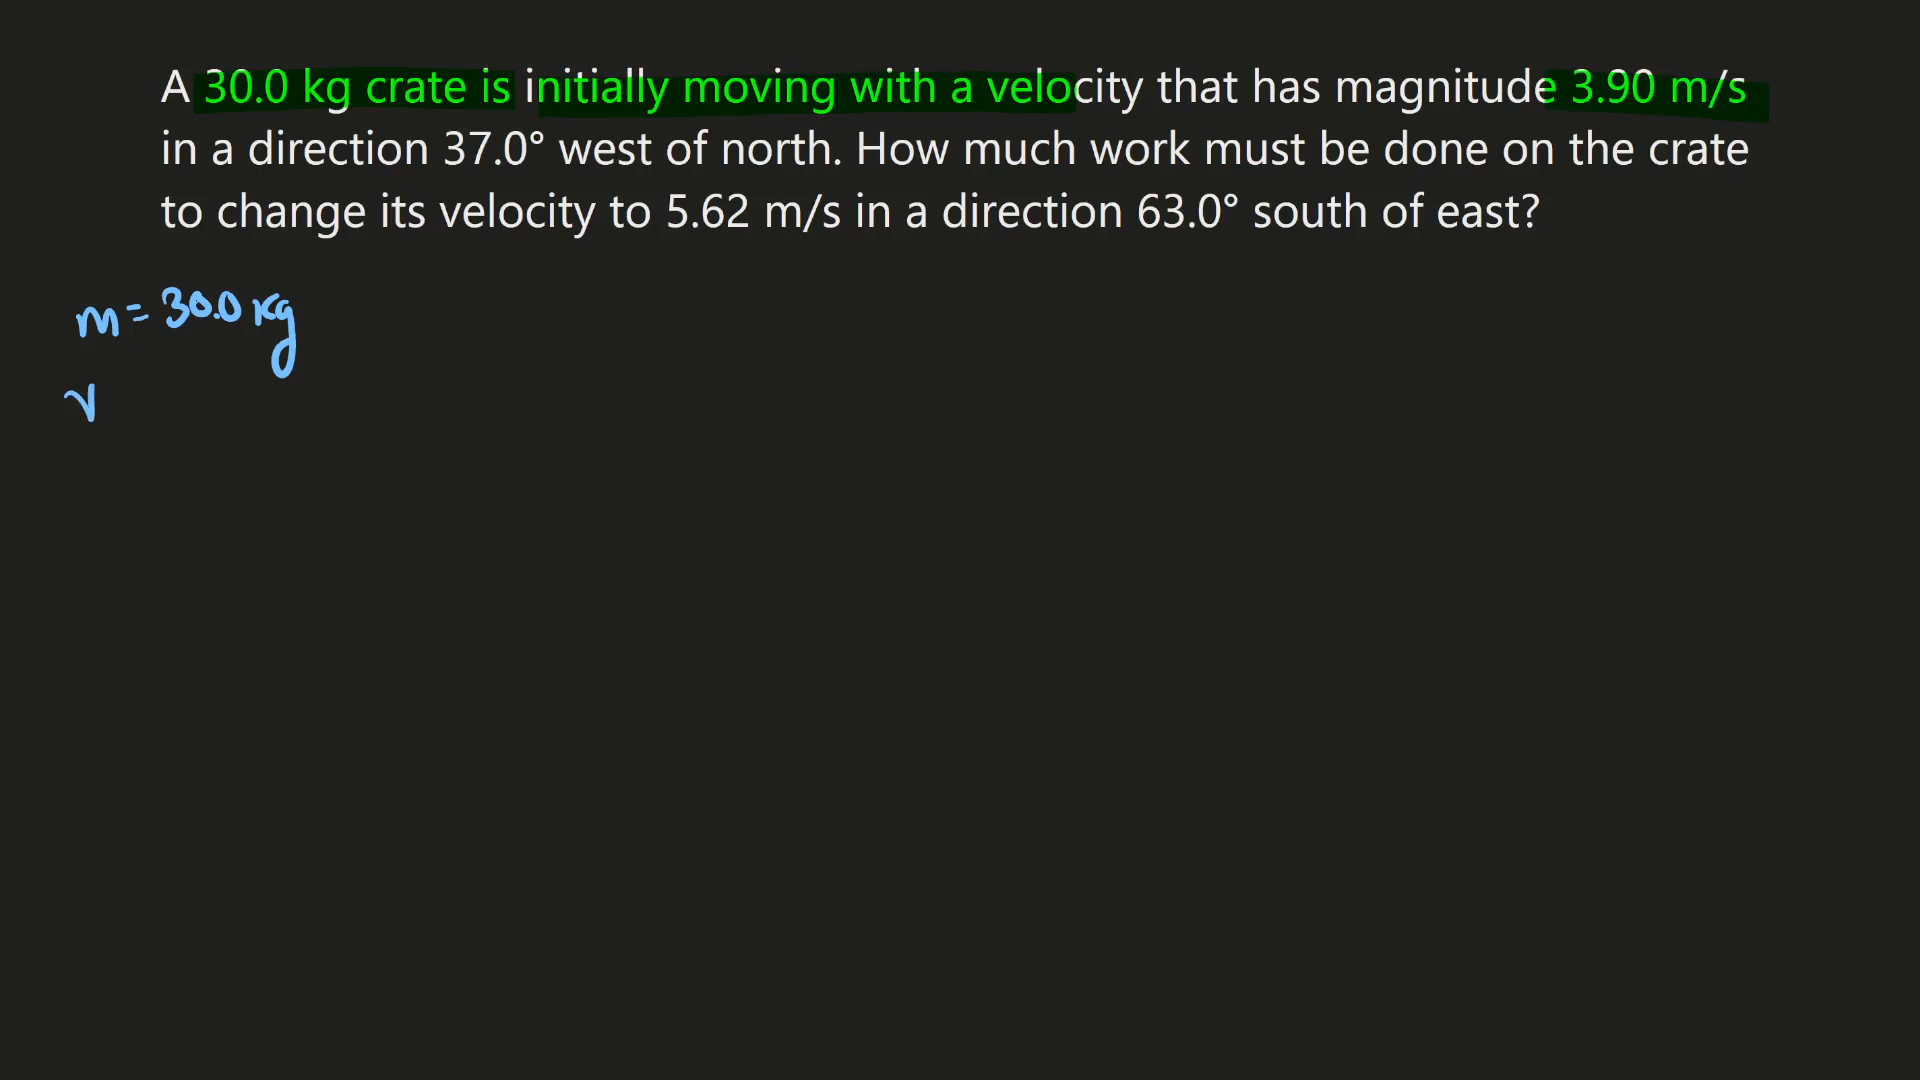 A 30.0 kg crate is initially moving with a velocity that has magnitude 3.90 m/s
in a direction 37.0° west of north. How much work must be done on the crate
to change its velocity to 5.62 m/s in a direction 63.0° south of east?
m = 30.0 kg
v